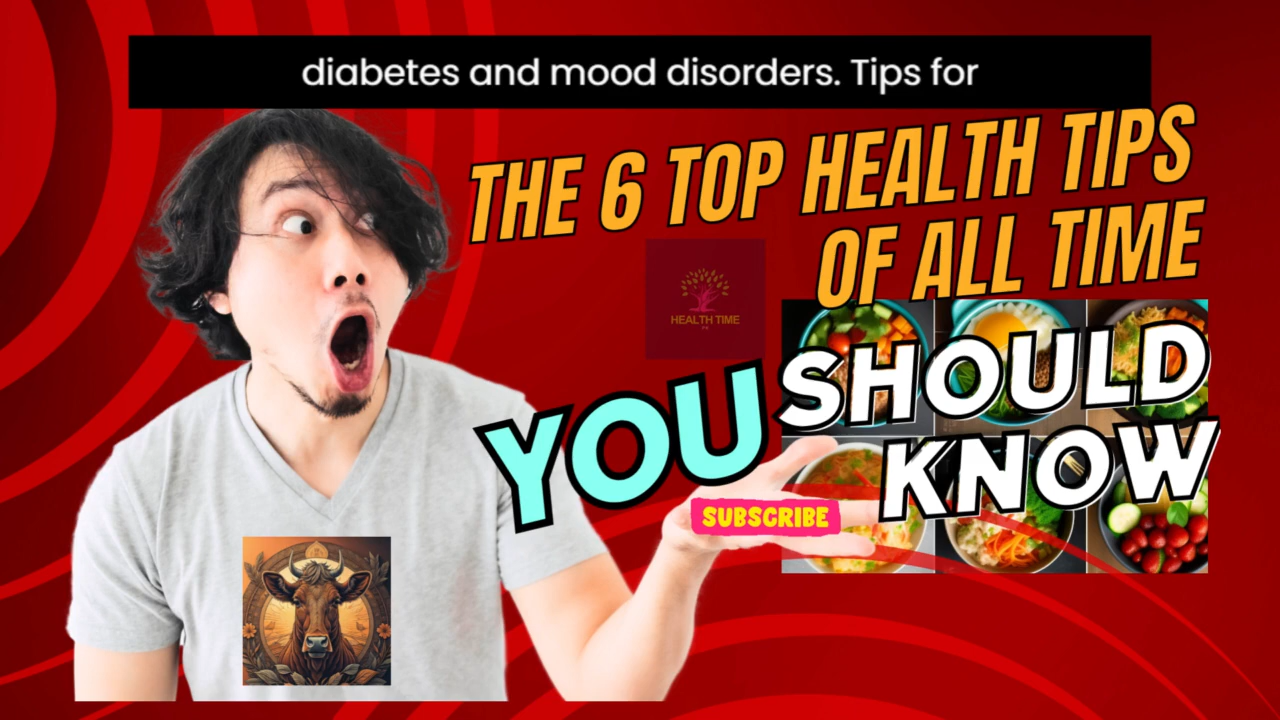 diabetes and mood disorders. Tips for
THE 6 TOP HEALTH TIPS
OF ALL TIME
HEALTH TIME
YOU SHOULD
KNOW
SUBSCRIBE